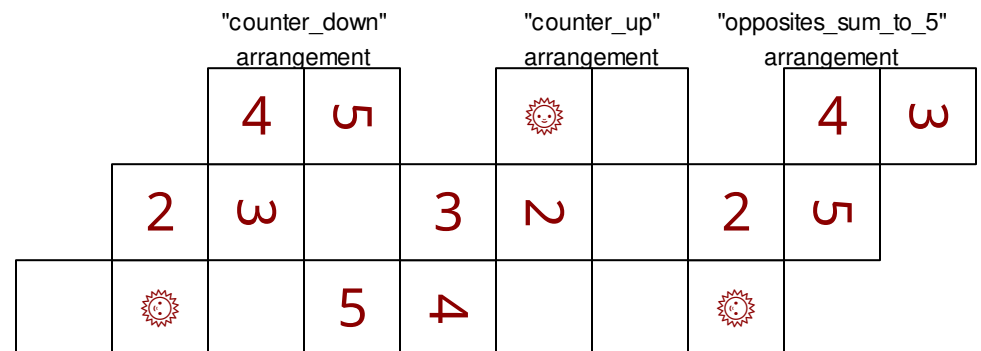 "counter_down" "counter_up" "opposites_sum_to_5"
arrangement arrangement arrangement
4 5 4 3
2 3 3 2 2 5
5 4